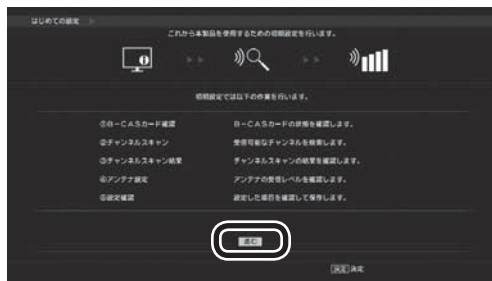 はじめての設定
これから本製品を使用するための初期設定を行います。
初期設定では以下の作業を行います。
①B-CASカード確認 B-CASカードの状態を確認します。
②チャンネルスキャン 受信可能なチャンネルを検索します。
③チャンネルスキャン結果 チャンネルスキャンの結果を確認します。
④アンテナ設定 アンテナの受信レベルを確認します。
⑤設定確認 設定した項目を確認して保存します。
進む
決定 決定